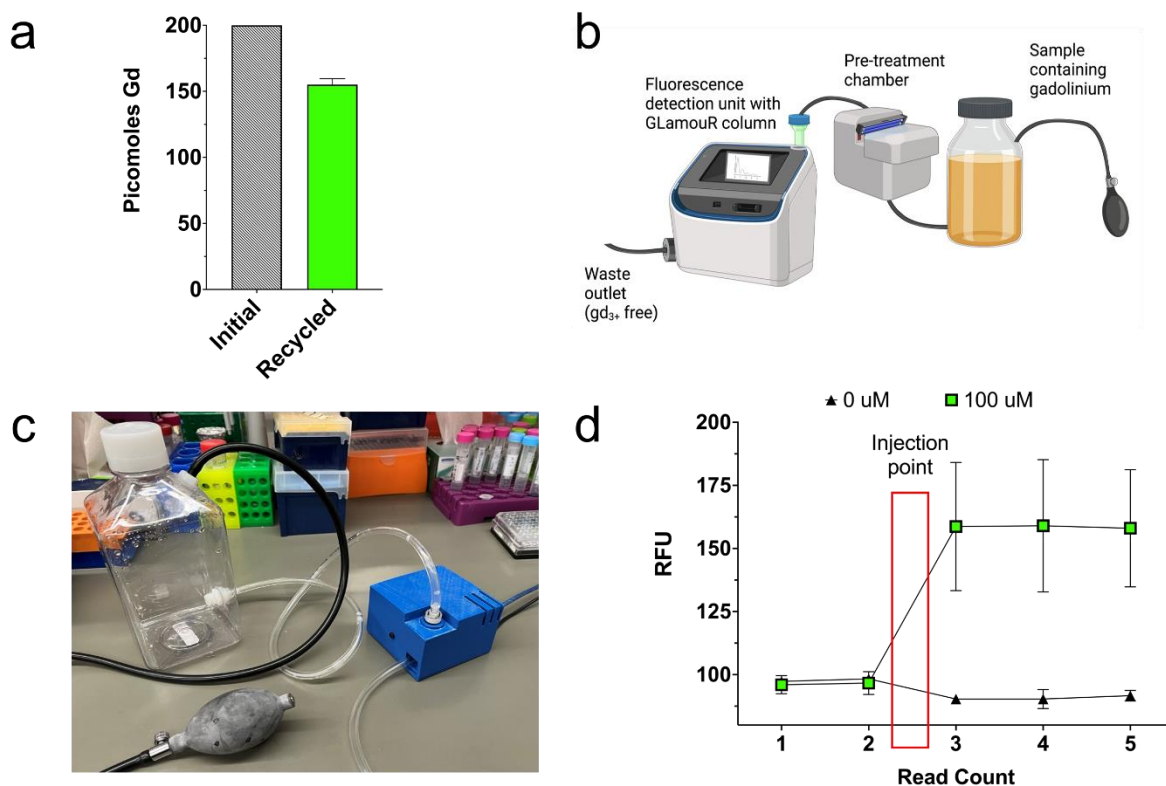 a
Picomoles Gd
200
150
100
50
0
Initial
Recycled
b
Fluorescence
detection unit with
GLamouR column
Pre-treatment
chamber
Sample
containing
gadolinium
Waste
outlet
(gd₃₊ free)
c
d
▲ 0 uM ■ 100 uM
Injection
point
RFU
200
175
150
125
100
1 2 3 4 5
Read Count